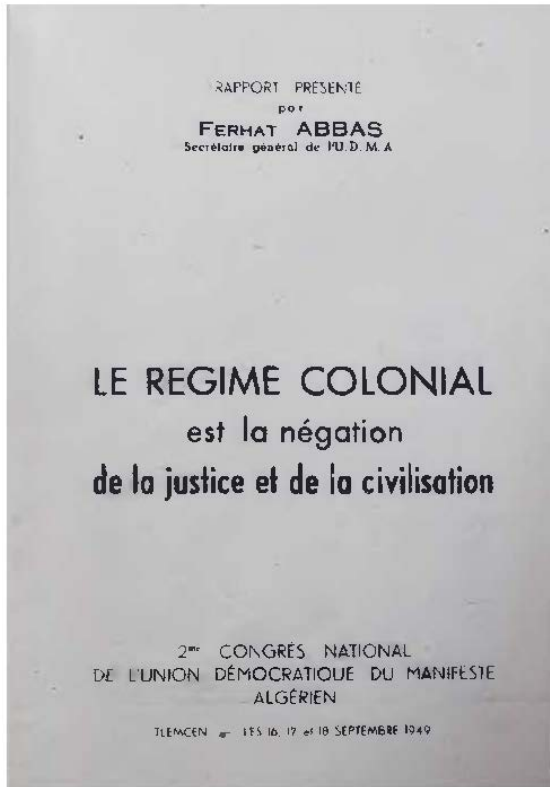 RAPPORT PRÉSENTÉ
par
FERHAT ABBAS
Secrétaire général de l'U.D.M.A
LE REGIME COLONIAL
est la négation
de la justice et de la civilisation
2me CONGRÈS NATIONAL
DE L'UNION DÉMOCRATIQUE DU MANIFESTE
ALGÉRIEN
TLEMCEN - LES 16, 17 et 18 SEPTEMBRE 1949